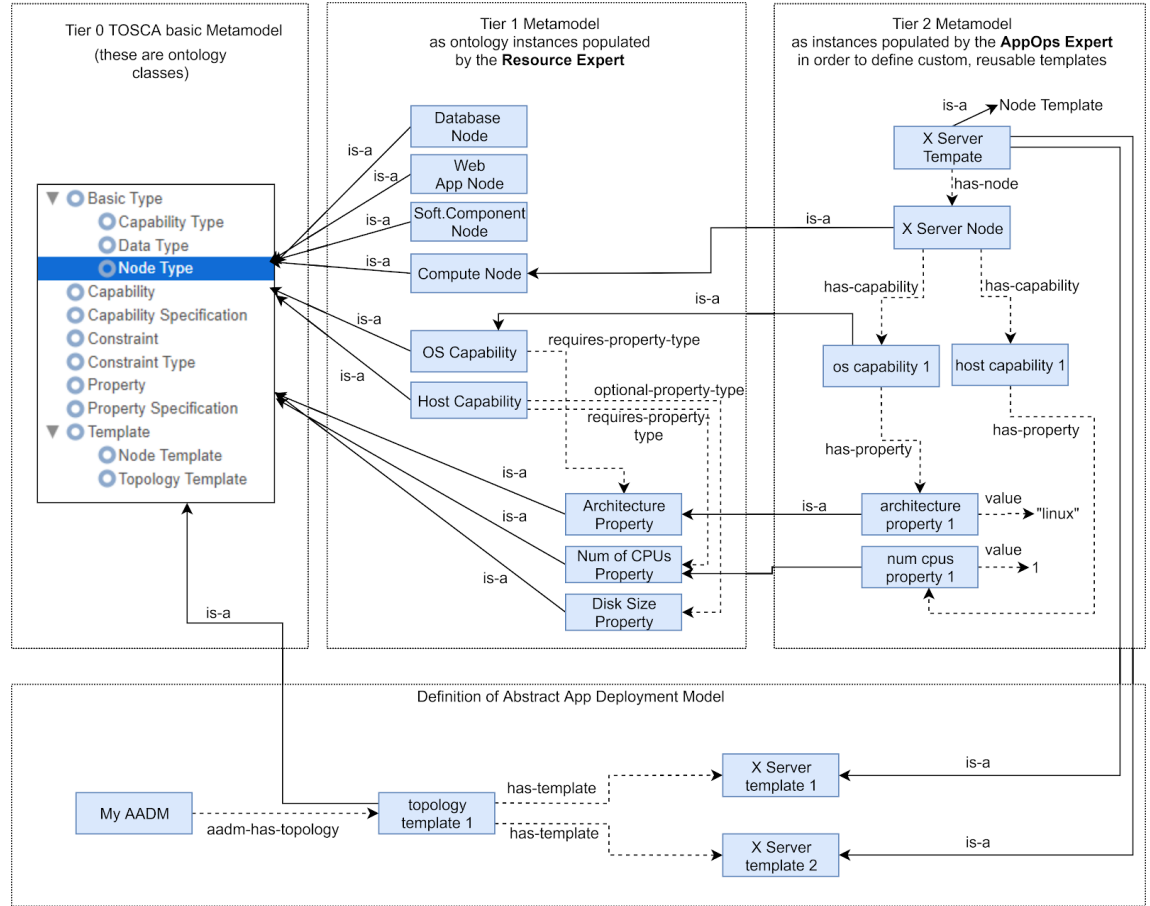 Tier 0 TOSCA basic Metamodel
(these are ontology
classes)
Basic Type
Capability Type
Data Type
Node Type
Capability
Capability Specification
Constraint
Constraint Type
Property
Property Specification
Template
Node Template
Topology Template
is-a
Tier 1 Metamodel
as ontology instances populated
by the Resource Expert
Database
Node
is-a
Web
App Node
is-a
Soft.Component
Node
is-a
Compute Node
is-a
OS Capability
is-a
requires-property-type
Host Capability
is-a
optional-property-type
requires-property-
type
Architecture
Property
is-a
Num of CPUs
Property
is-a
Disk Size
Property
is-a
Tier 2 Metamodel
as instances populated by the AppOps Expert
in order to define custom, reusable templates
is-a
Node Template
X Server
Tempate
has-node
is-a
X Server Node
has-capability
has-capability
is-a
os capability 1
host capability 1
has-property
has-property
is-a
architecture
property 1
value
"linux"
num cpus
property 1
value
1
Definition of Abstract App Deployment Model
My AADM
aadm-has-topology
topology
template 1
has-template
has-template
X Server
template 1
is-a
X Server
template 2
is-a